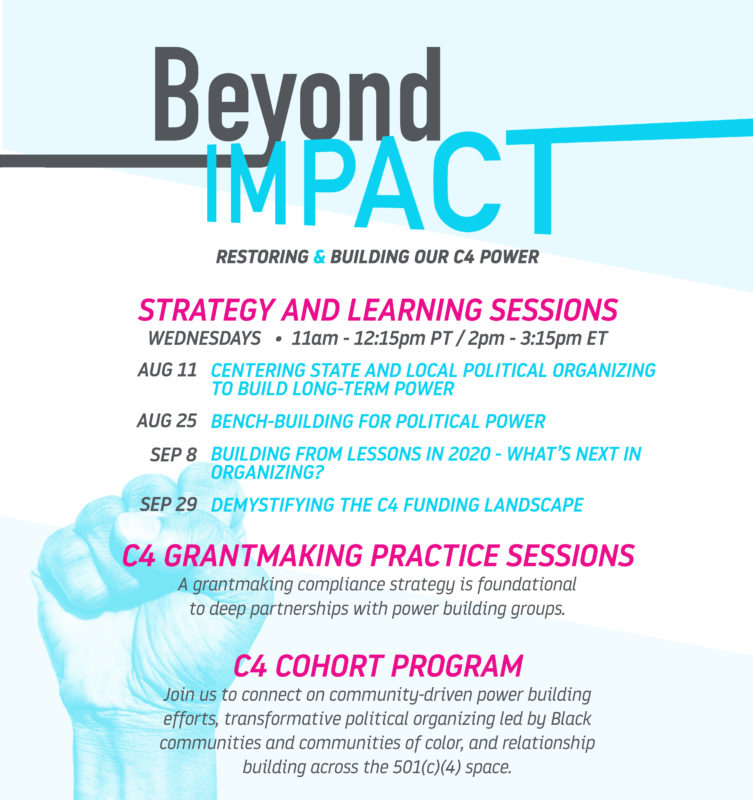 Beyond
IMPACT
RESTORING & BUILDING OUR C4 POWER
STRATEGY AND LEARNING SESSIONS
WEDNESDAYS • 11am - 12:15pm PT / 2pm - 3:15pm ET
AUG 11 CENTERING STATE AND LOCAL POLITICAL ORGANIZING
TO BUILD LONG-TERM POWER
AUG 25 BENCH-BUILDING FOR POLITICAL POWER
SEP 8 BUILDING FROM LESSONS IN 2020 - WHAT'S NEXT IN
ORGANIZING?
SEP 29 DEMYSTIFYING THE C4 FUNDING LANDSCAPE
C4 GRANTMAKING PRACTICE SESSIONS
A grantmaking compliance strategy is foundational
to deep partnerships with power building groups.
C4 COHORT PROGRAM
Join us to connect on community-driven power building
efforts, transformative political organizing led by Black
communities and communities of color, and relationship
building across the 501(c)(4) space.